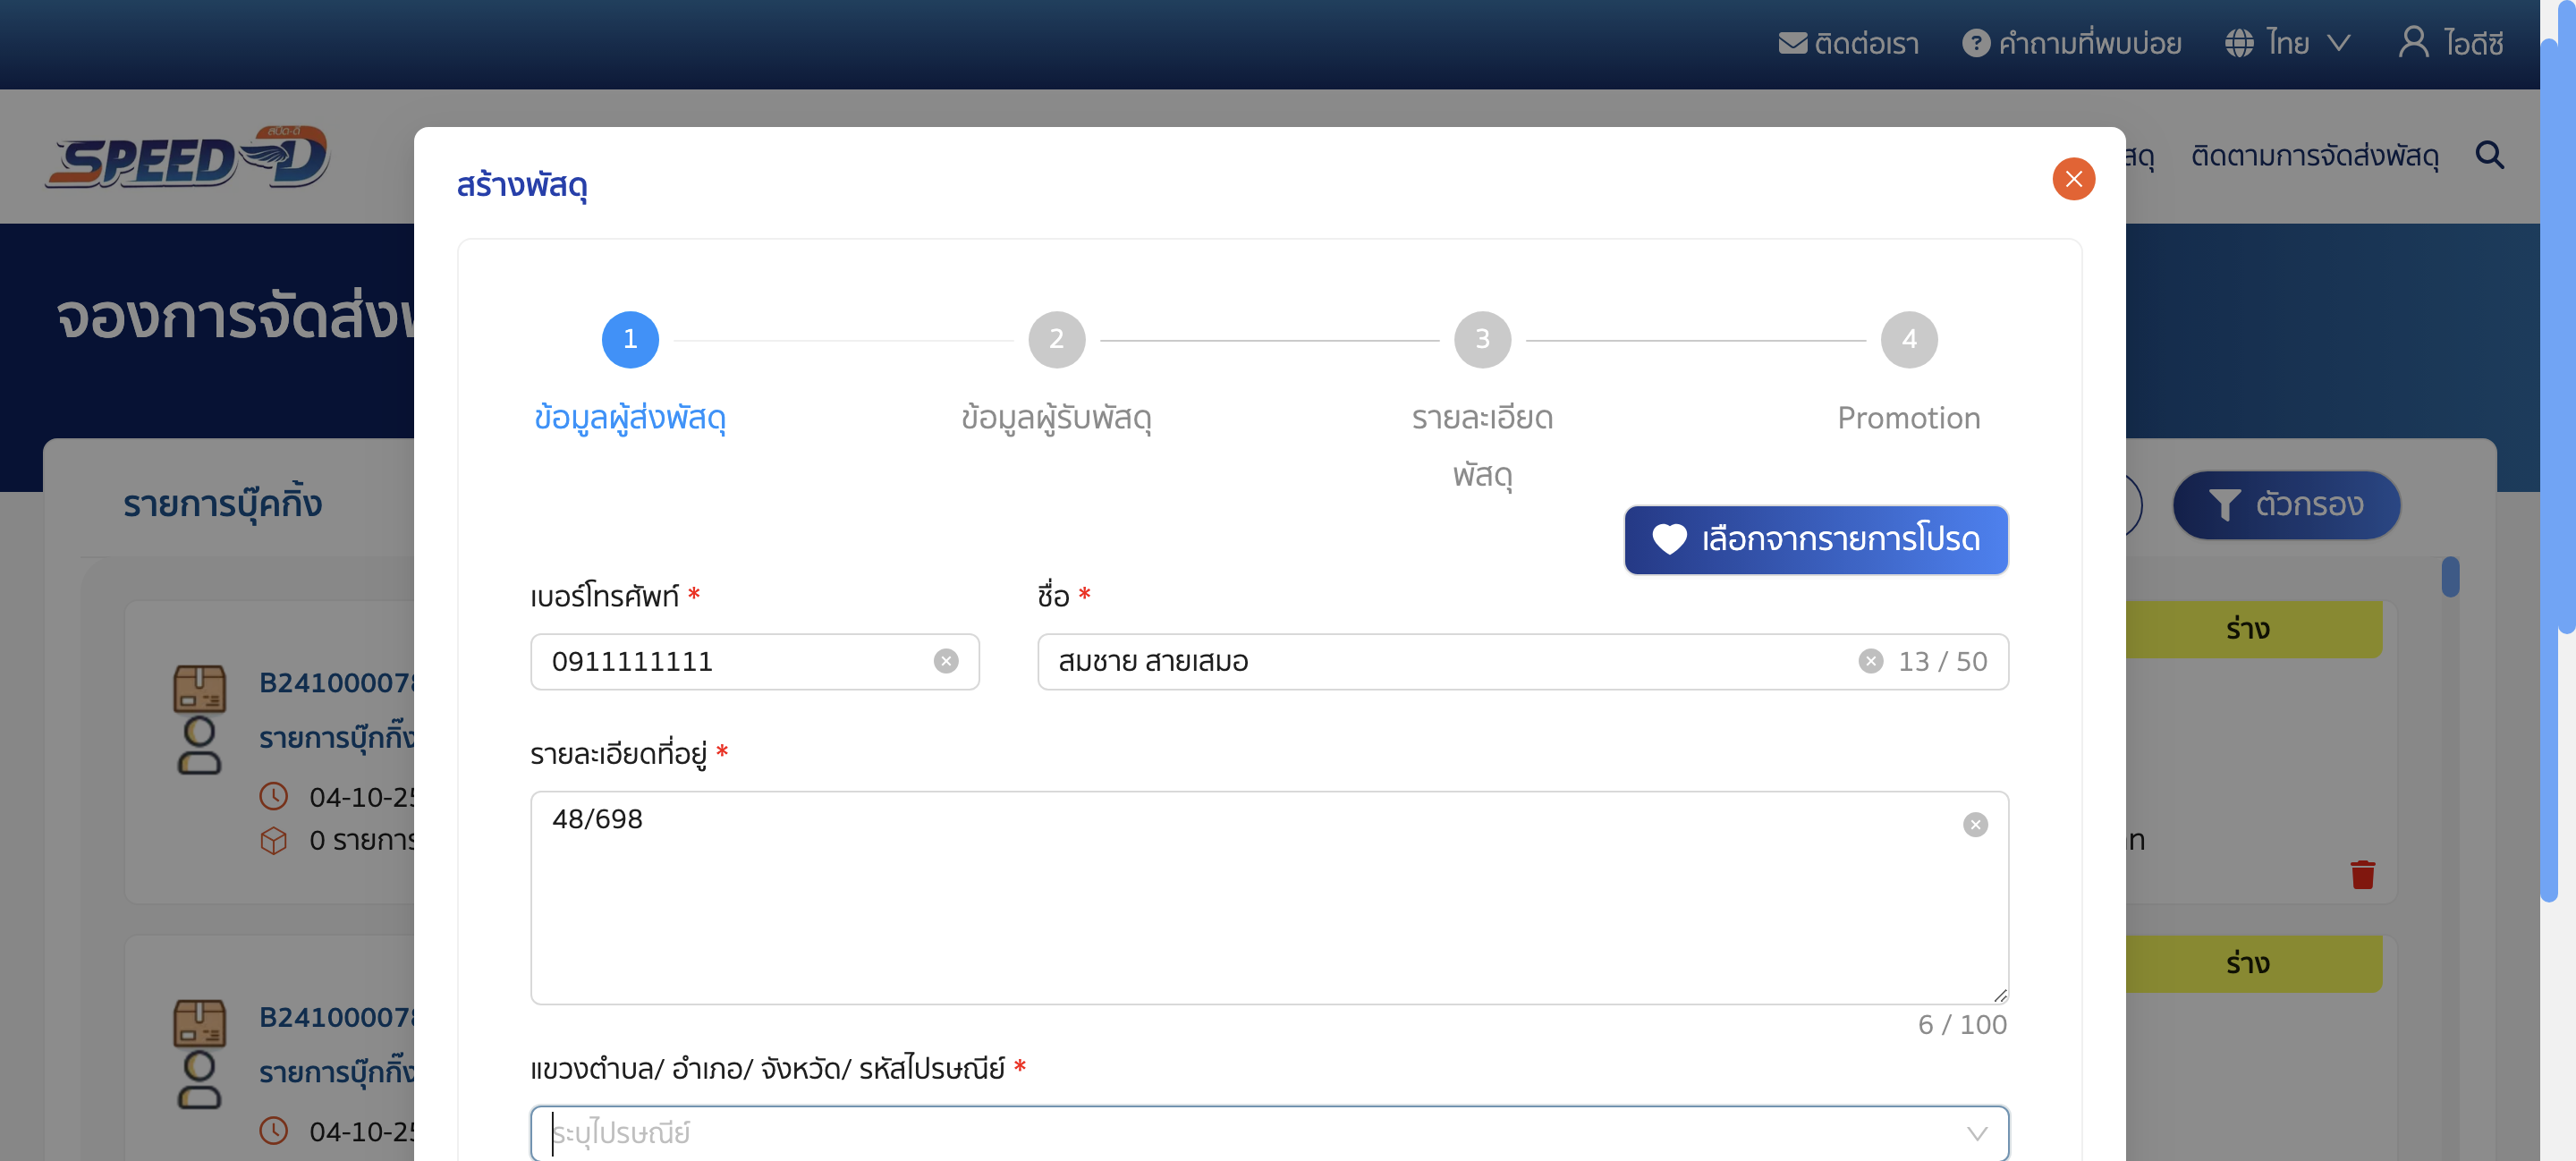 ติดต่อเรา
คำถามที่พบบ่อย
ไทย
ไอดีซี
สปีด-ดี
SPEED-D
ติดตามการจัดส่งพัสดุ
สร้างพัสดุ
จองการจัดส่ง
1
2
3
4
ข้อมูลผู้ส่งพัสดุ
ข้อมูลผู้รับพัสดุ
รายละเอียด
พัสดุ
Promotion
รายการบุ๊คกิ้ง
ตัวกรอง
เลือกจากรายการโปรด
เบอร์โทรศัพท์ *
ชื่อ *
0911111111
สมชาย สายเสมอ
13 / 50
ร่าง
B24100007
รายการบุ๊กกิ้ง
04-10-25
0 รายการ
รายละเอียดที่อยู่ *
48/698
6 / 100
B24100007
รายการบุ๊กกิ้ง
04-10-25
ร่าง
แขวงตำบล/ อำเภอ/ จังหวัด/ รหัสไปรษณีย์ *
ระบุไปรษณีย์